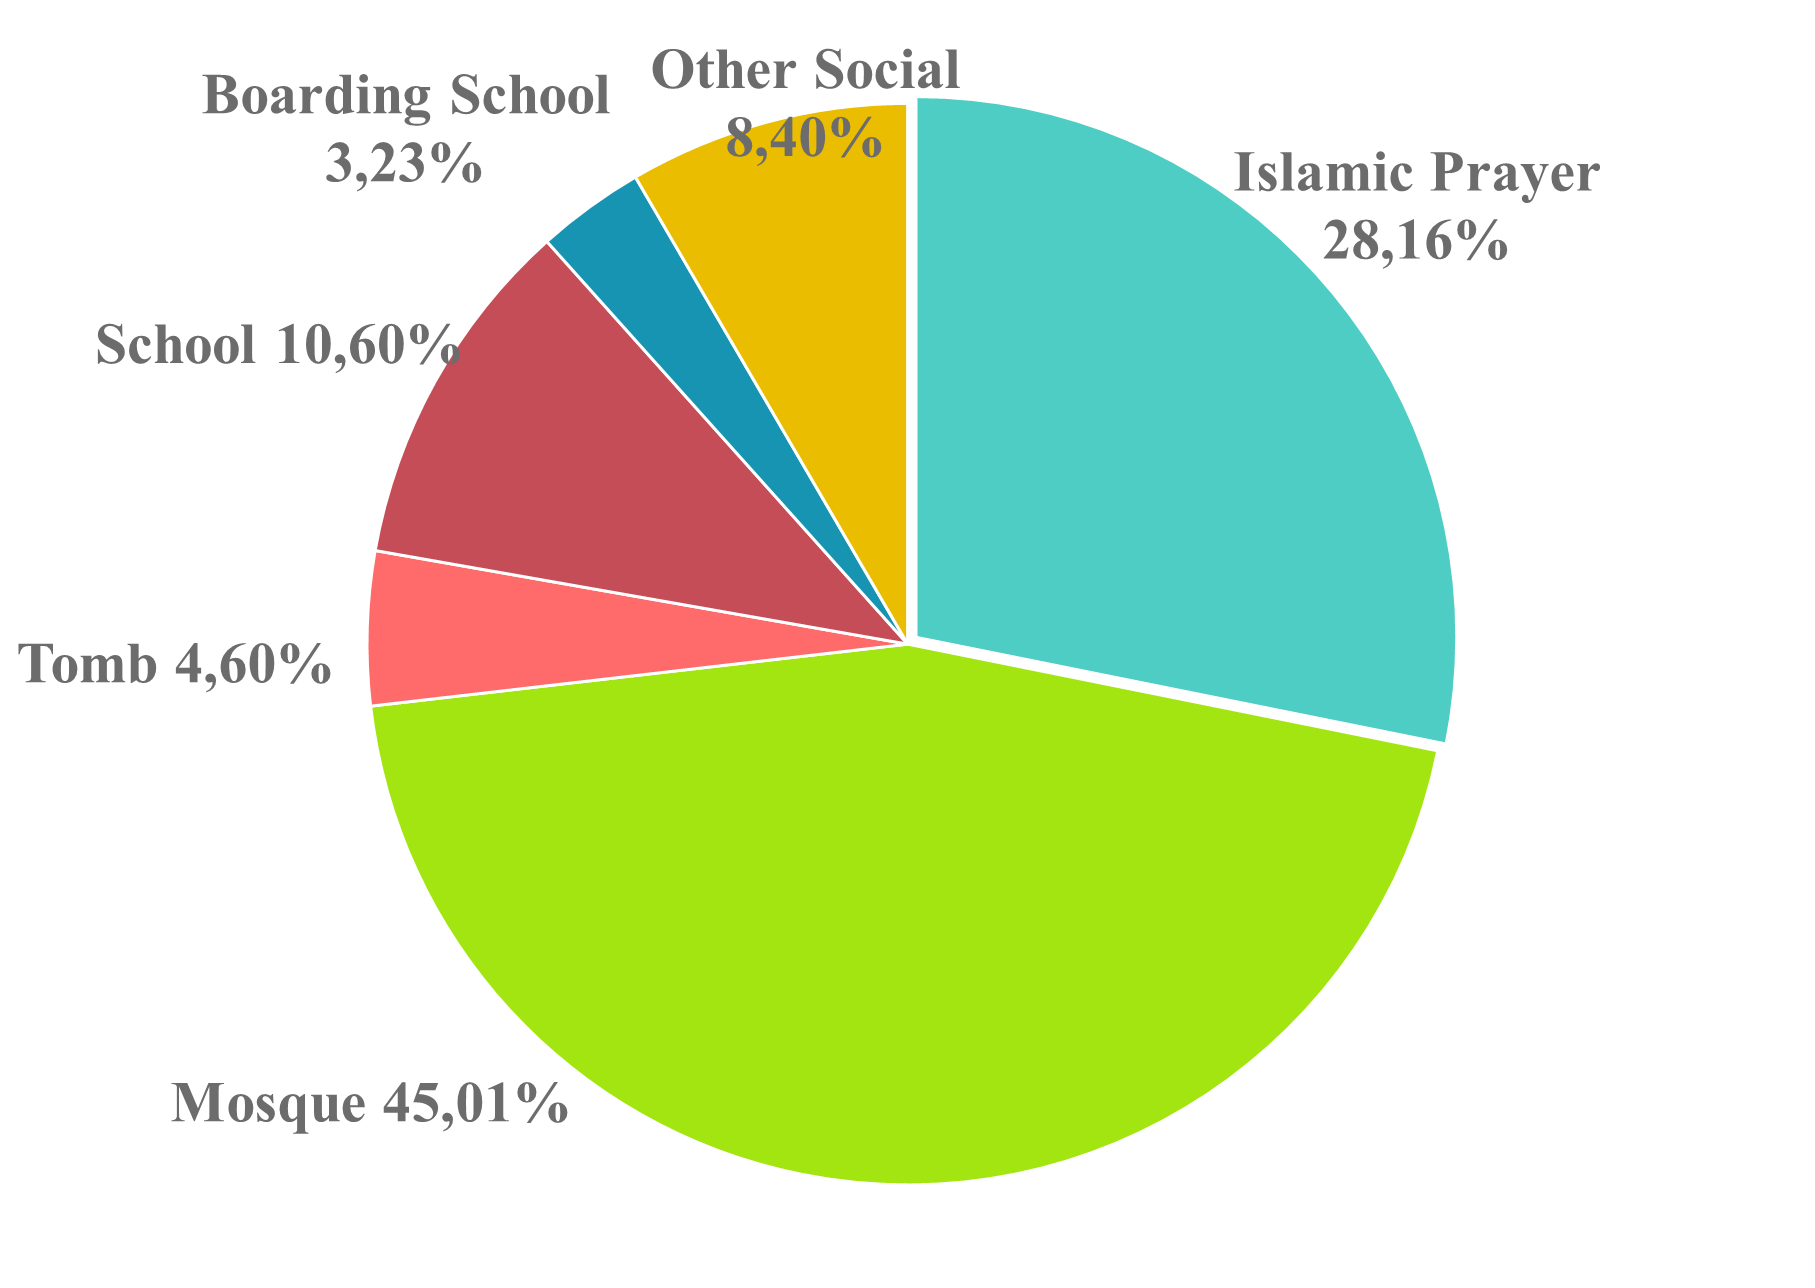 Other Social
8,40%
Boarding School
3,23%
Islamic Prayer
28,16%
School 10,60%
Tomb 4,60%
Mosque 45,01%